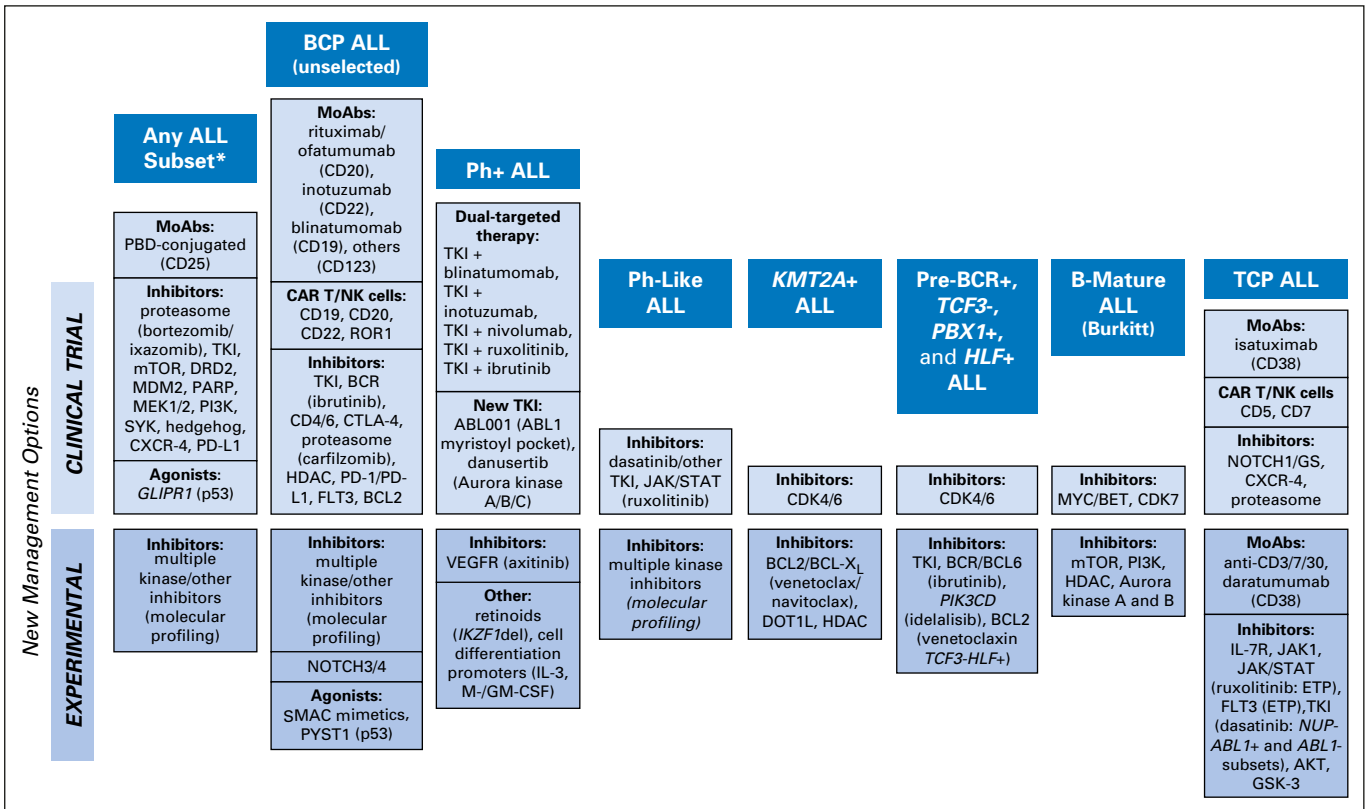 New Management Options
CLINICAL TRIAL
EXPERIMENTAL
Any ALL
Subset*
MoAbs:
PBD-conjugated
(CD25)
Inhibitors:
proteasome
(bortezomib/
ixazomib), TKI,
mTOR, DRD2,
MDM2, PARP,
MEK1/2, PI3K,
SYK, hedgehog,
CXCR-4, PD-L1
Agonists:
GLIPR1 (p53)
Inhibitors:
multiple
kinase/other
inhibitors
(molecular
profiling)
BCP ALL
(unselected)
MoAbs:
rituximab/
ofatumumab
(CD20),
inotuzumab
(CD22),
blinatumomab
(CD19), others
(CD123)
CAR T/NK cells:
CD19, CD20,
CD22, ROR1
Inhibitors:
TKI, BCR
(ibrutinib),
CD4/6, CTLA-4,
proteasome
(carfilzomib),
HDAC, PD-1/PD-
L1, FLT3, BCL2
Inhibitors:
multiple
kinase/other
inhibitors
(molecular
profiling)
NOTCH3/4
Agonists:
SMAC mimetics,
PYST1 (p53)
Ph+ ALL
Dual-targeted
therapy:
TKI +
blinatumomab,
TKI +
inotuzumab,
TKI + nivolumab,
TKI + ruxolitinib,
TKI + ibrutinib
New TKI:
ABL001 (ABL1
myristoyl pocket),
danusertib
(Aurora kinase
A/B/C)
Inhibitors:
VEGFR (axitinib)
Other:
retinoids
(IKZF1del), cell
differentiation
promoters (IL-3,
M-/GM-CSF)
Ph-Like
ALL
Inhibitors:
dasatinib/other
TKI, JAK/STAT
(ruxolitinib)
Inhibitors:
multiple kinase
inhibitors
(molecular
profiling)
KMT2A+
ALL
Inhibitors:
CDK4/6
Inhibitors:
BCL2/BCL-XL
(venetoclax/
navitoclax),
DOT1L, HDAC
Pre-BCR+,
TCF3-,
PBX1+,
and HLF+
ALL
Inhibitors:
CDK4/6
Inhibitors:
TKI, BCR/BCL6
(ibrutinib),
PIK3CD
(idelalisib), BCL2
(venetoclaxin
TCF3-HLF+)
B-Mature
ALL
(Burkitt)
Inhibitors:
MYC/BET, CDK7
Inhibitors:
mTOR, PI3K,
HDAC, Aurora
kinase A and B
TCP ALL
MoAbs:
isatuximab
(CD38)
CAR T/NK cells
CD5, CD7
Inhibitors:
NOTCH1/GS,
CXCR-4,
proteasome
MoAbs:
anti-CD3/7/30,
daratumumab
(CD38)
Inhibitors:
IL-7R, JAK1,
JAK/STAT
(ruxolitinib: ETP),
FLT3 (ETP),TKI
(dasatinib: NUP-
ABL1+ and ABL1-
subsets), AKT,
GSK-3